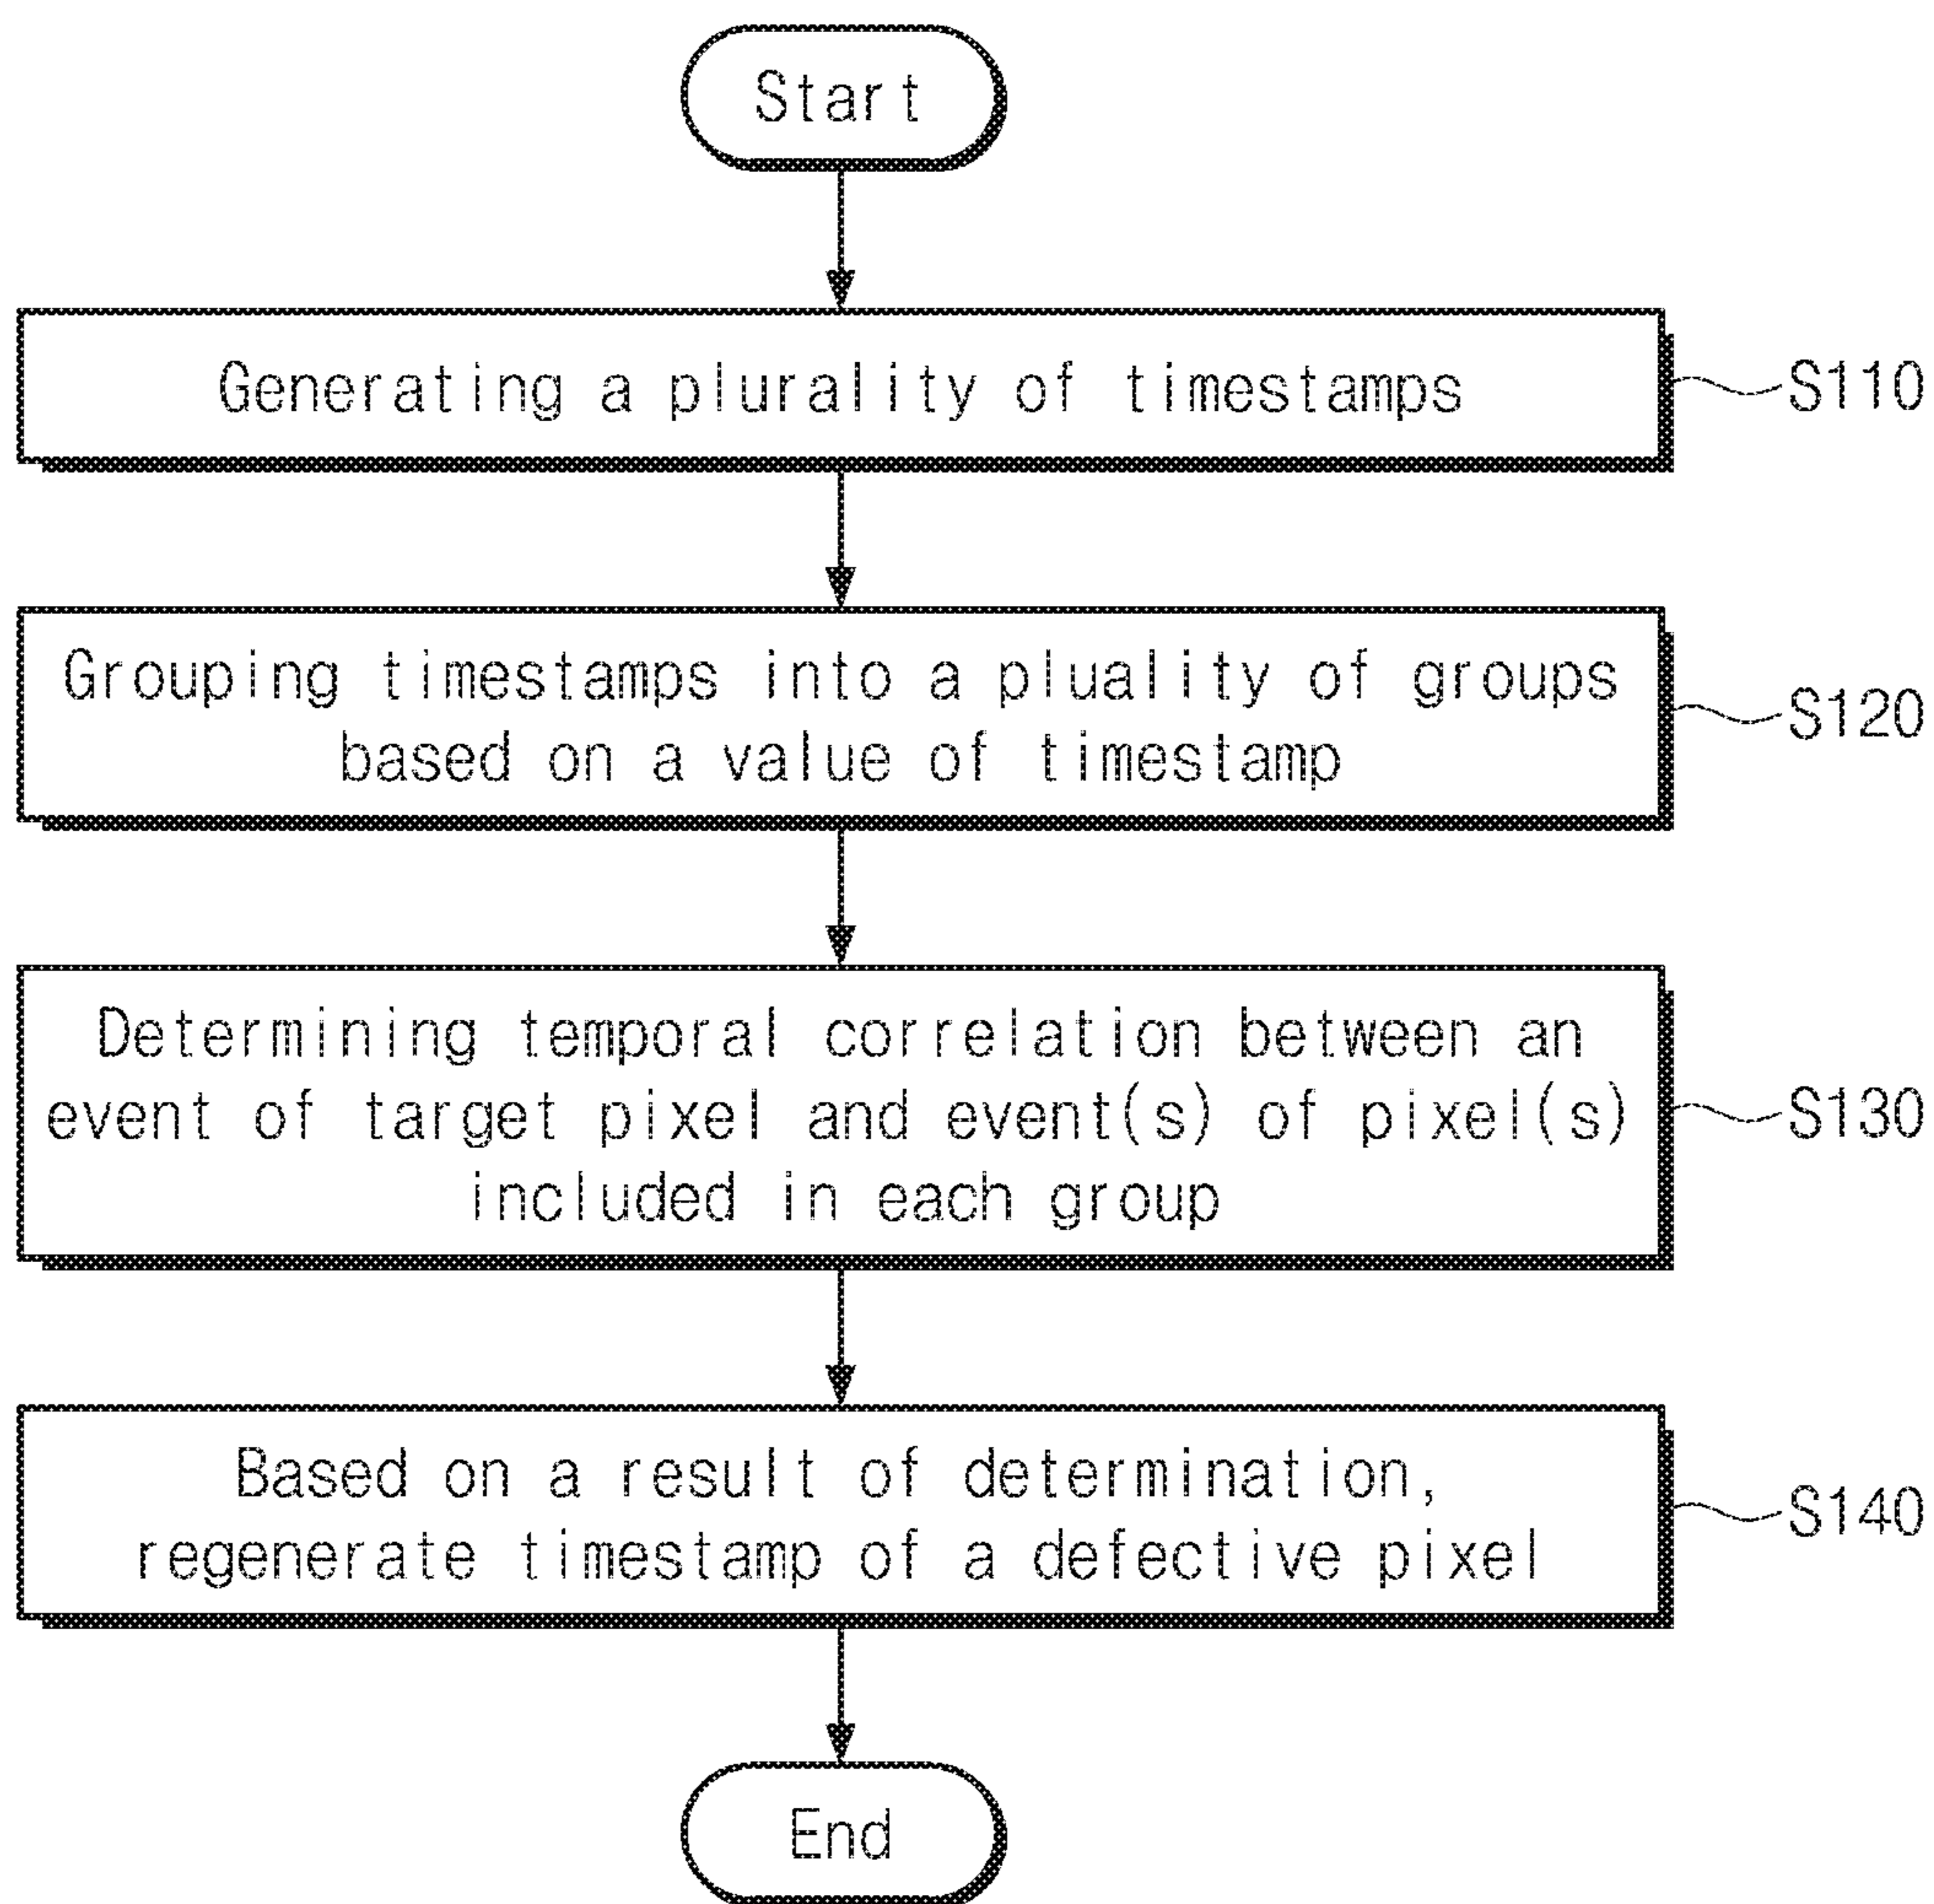 Start
Generating a plurality of timestamps
S110
Grouping timestamps into a pluality of groups
based on a value of timestamp
S120
Determining temporal correlation between an
event of target pixel and event(s) of pixel(s)
included in each group
S130
Based on a result of determination,
regenerate timestamp of a defective pixel
S140
End